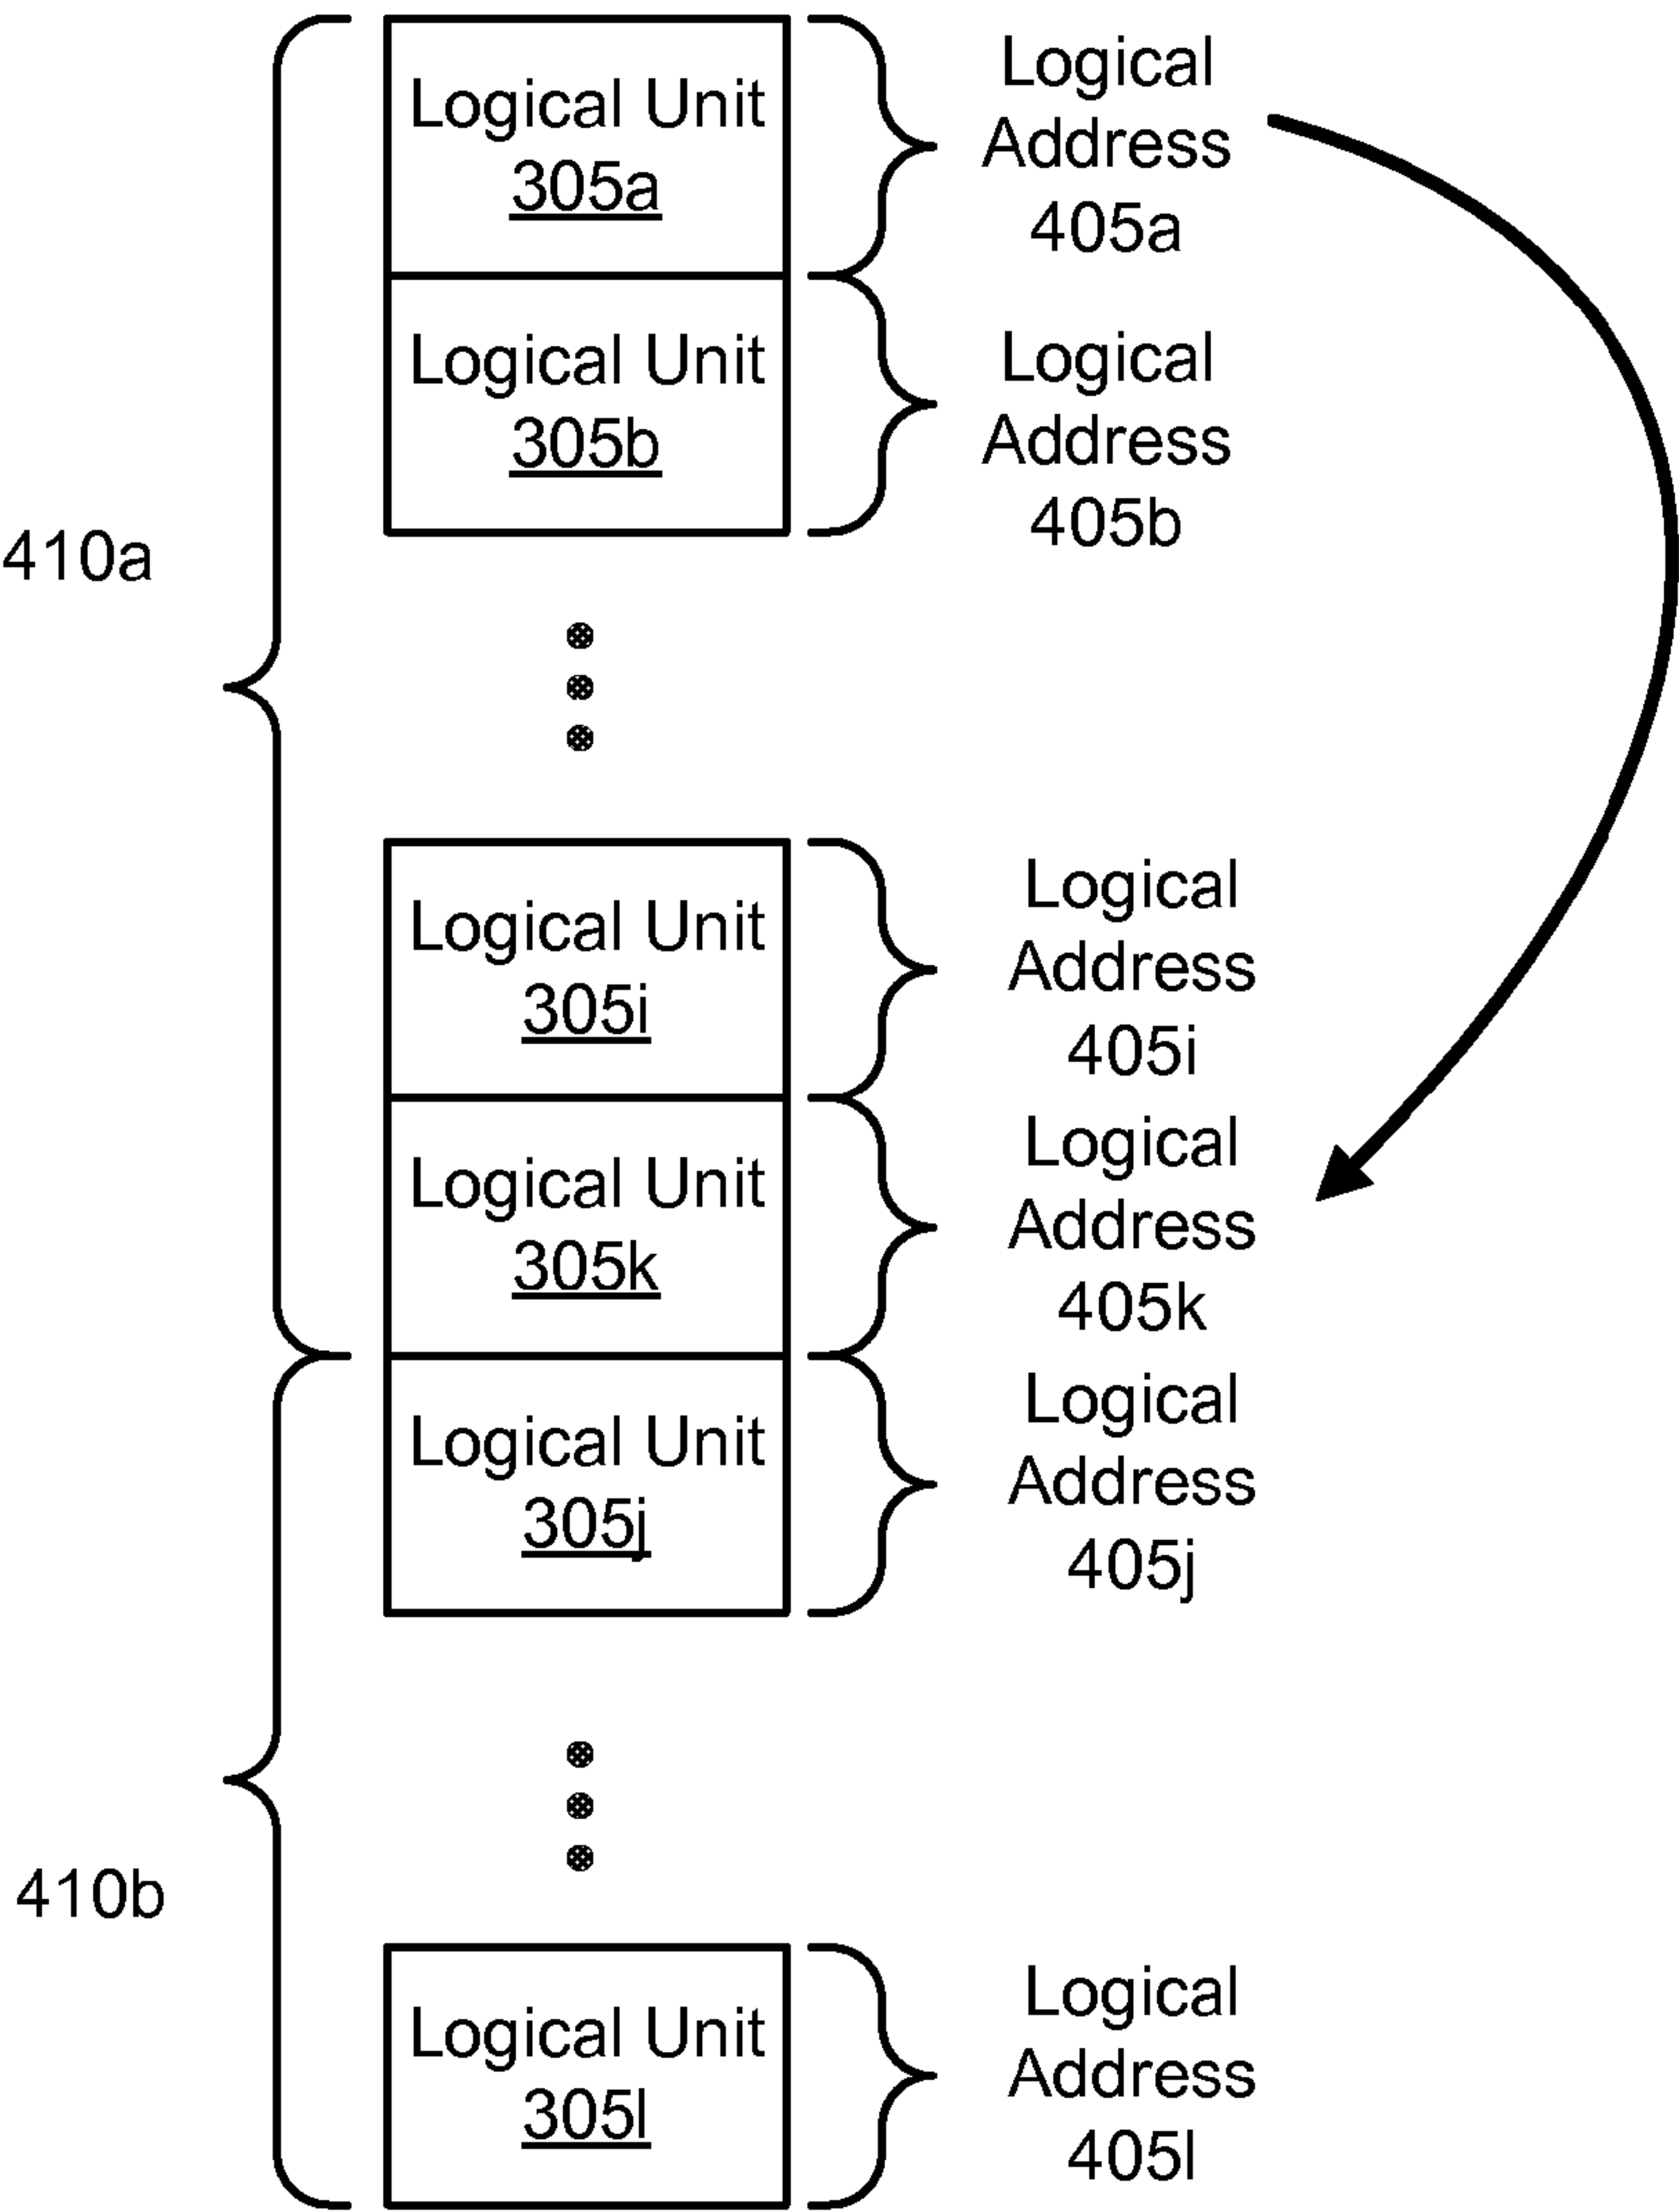 Logical Unit
305a
Logical
Address
405a
Logical Unit
305b
Logical
Address
405b
410a
Logical Unit
305i
Logical
Address
405i
Logical Unit
305k
Logical
Address
405k
Logical Unit
305j
Logical
Address
405j
410b
Logical Unit
305l
Logical
Address
405l